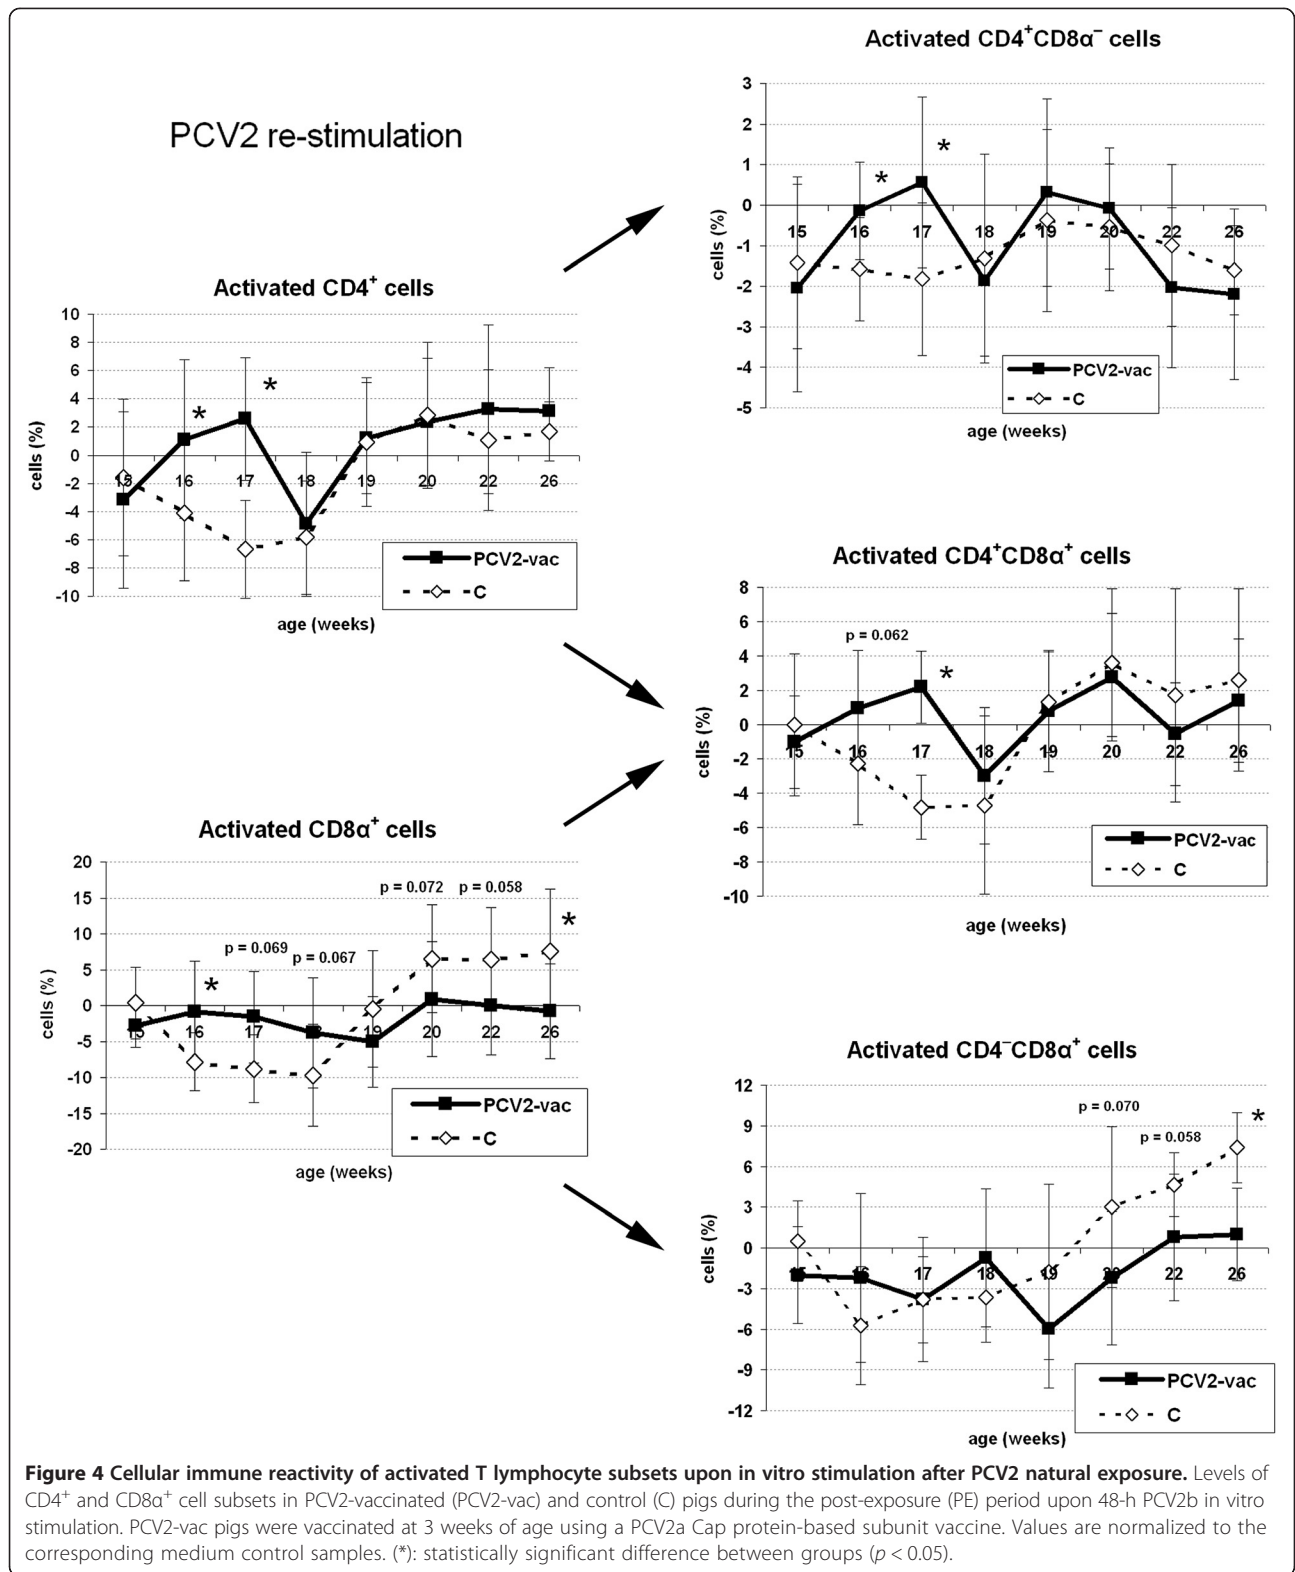 PCV2 re-stimulation
Activated CD4⁺CD8α⁻ cells
3
2
1
0
-1
-2
-3
-4
-5
cells (%)
*
*
15 16 17 18 19 20 22 26
PCV2-vac
C
age (weeks)
Activated CD4⁺ cells
10
8
6
4
2
0
-2
-4
-6
-8
-10
cells (%)
*
*
15 16 17 18 19 20 22 26
PCV2-vac
C
age (weeks)
Activated CD4⁺CD8α⁺ cells
8
6
4
2
0
-2
-4
-6
-8
-10
cells (%)
p = 0.062
*
15 16 17 18 19 20 22 26
PCV2-vac
C
age (weeks)
Activated CD8α⁺ cells
20
15
10
5
0
-5
-10
-15
-20
cells (%)
p = 0.072 p = 0.058
*
p = 0.069
p = 0.067
*
15 16 17 18 19 20 22 26
PCV2-vac
C
age (weeks)
Activated CD4⁻CD8α⁺ cells
12
9
6
3
0
-3
-6
-9
-12
cells (%)
p = 0.070
*
p = 0.058
15 16 17 18 19 20 22 26
PCV2-vac
C
age (weeks)
Figure 4 Cellular immune reactivity of activated T lymphocyte subsets upon in vitro stimulation after PCV2 natural exposure. Levels of
CD4⁺ and CD8α⁺ cell subsets in PCV2-vaccinated (PCV2-vac) and control (C) pigs during the post-exposure (PE) period upon 48-h PCV2b in vitro
stimulation. PCV2-vac pigs were vaccinated at 3 weeks of age using a PCV2a Cap protein-based subunit vaccine. Values are normalized to the
corresponding medium control samples. (*): statistically significant difference between groups (p < 0.05).